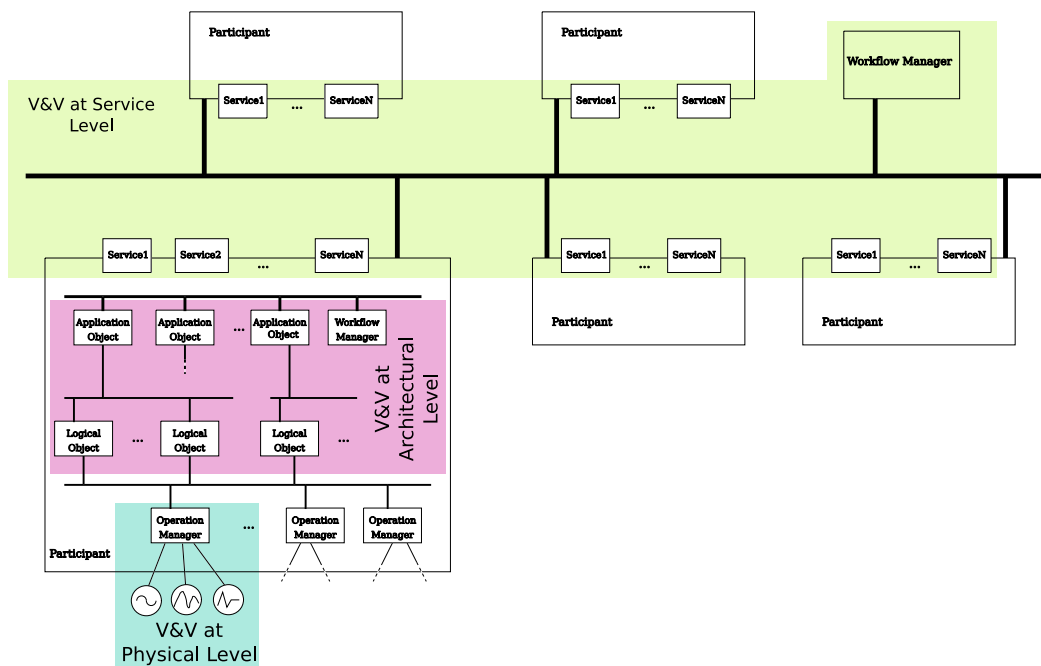 Participant
Participant
Workflow Manager
V&V at Service
Level
Service1
...
ServiceN
Service1
...
ServiceN
Service1
Service2
...
ServiceN
Service1
...
ServiceN
Service1
...
ServiceN
Application
Object
Application
Object
...
Application
Object
Workflow
Manager
Participant
Participant
V&V at
Architectural
Level
Logical
Object
...
Logical
Object
Logical
Object
...
Operation
Manager
...
Operation
Manager
Operation
Manager
Participant
V&V at
Physical Level